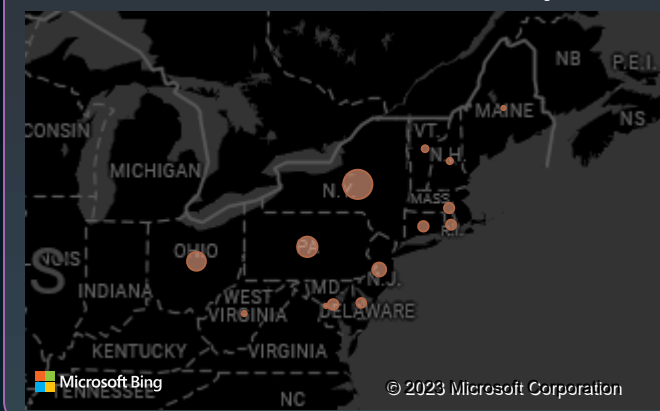 NB
P.E.I.
MAINE
NS
VT.
N.H.
MICHIGAN
MASS
R.I.
OHIO
PA
N.J.
INDIANA
WEST
VIRGINIA
MD
DELAWARE
KENTUCKY
VIRGINIA
NC
Microsoft Bing
© 2023 Microsoft Corporation